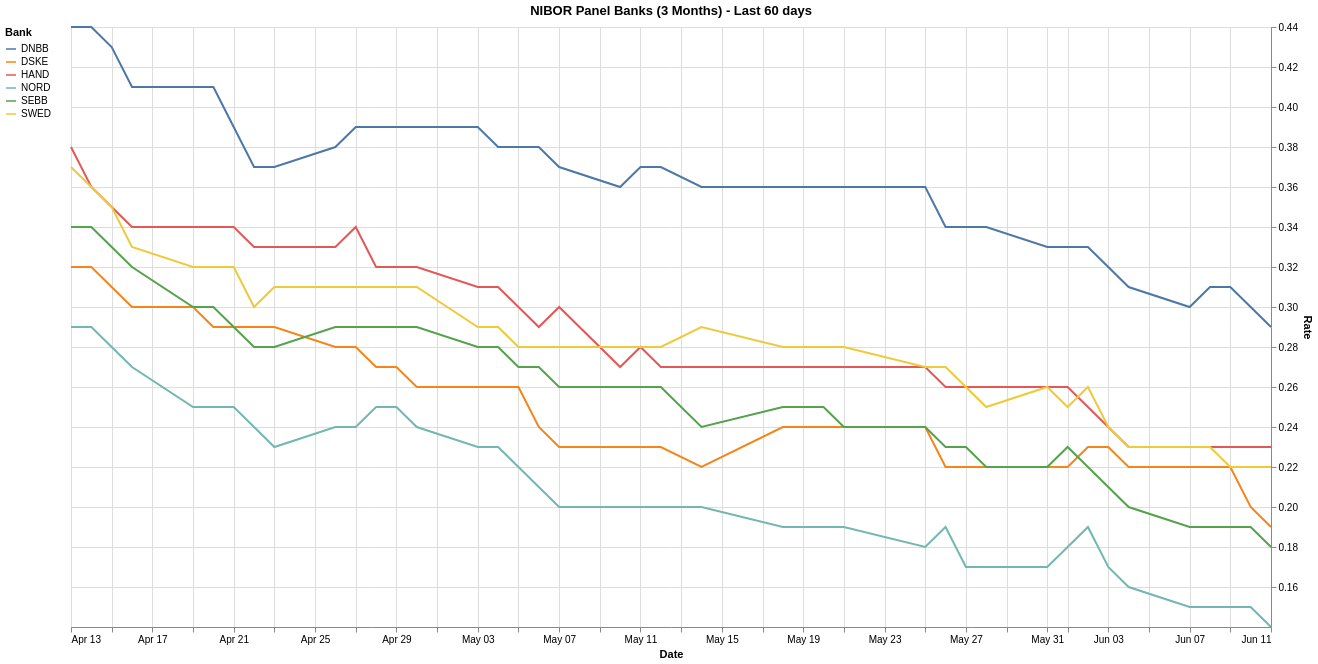 NIBOR Panel Banks (3 Months) - Last 60 days
Bank
DNBB
DSKE
HAND
NORD
SEBB
SWED
0.44
0.42
0.40
0.38
0.36
0.34
0.32
0.30
0.28
0.26
0.24
0.22
0.20
0.18
0.16
Rate
Apr 13 Apr 17 Apr 21 Apr 25 Apr 29 May 03 May 07 May 11 May 15 May 19 May 23 May 27 May 31 Jun 03 Jun 07 Jun 11
Date